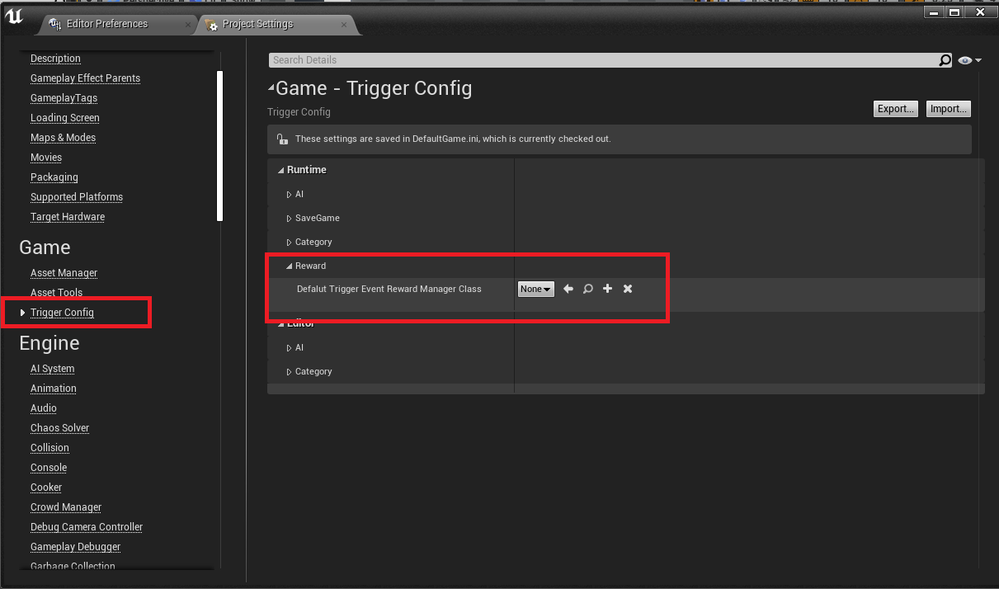 Editor Preferences
Project Settings
Description
Gameplay Effect Parents
GameplayTags
Loading Screen
Maps & Modes
Movies
Packaging
Supported Platforms
Target Hardware
Game
Asset Manager
Asset Tools
Trigger Config
Engine
AI System
Animation
Audio
Chaos Solver
Collision
Console
Cooker
Crowd Manager
Debug Camera Controller
Gameplay Debugger
Garbage Collection
Search Details
Game - Trigger Config
Trigger Config
Export... Import...
These settings are saved in DefaultGame.ini, which is currently checked out.
Runtime
AI
SaveGame
Category
Reward
Defalut Trigger Event Reward Manager Class None
Editor
AI
Category